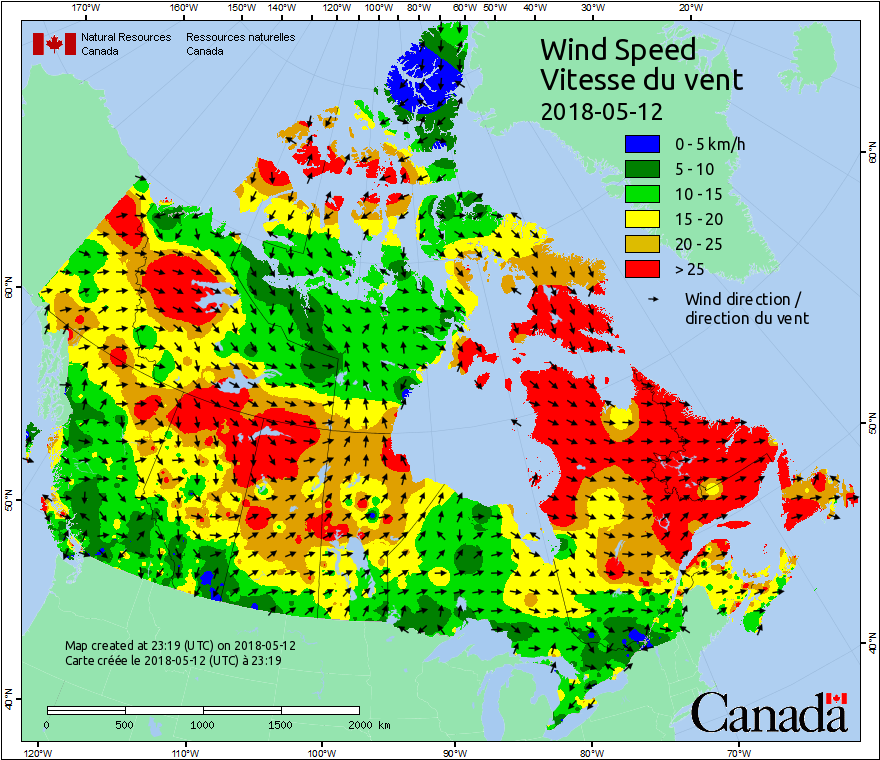 170°W 160°W 150°W 140°W 120°W 100°W 80°W 60°W 50°W 40°W 30°W 20°W
Natural Resources Ressources naturelles
Canada Canada
Wind Speed
Vitesse du vent
2018-05-12
0 - 5 km/h
5 - 10
10 - 15
15 - 20
20 - 25
> 25
Wind direction /
direction du vent
60°N
50°N
40°N
60°N
50°N
40°N
Map created at 23:19 (UTC) on 2018-05-12
Carte créée le 2018-05-12 (UTC) à 23:19
0 500 1000 1500 2000 km
Canada
120°W 110°W 100°W 90°W 80°W 70°W